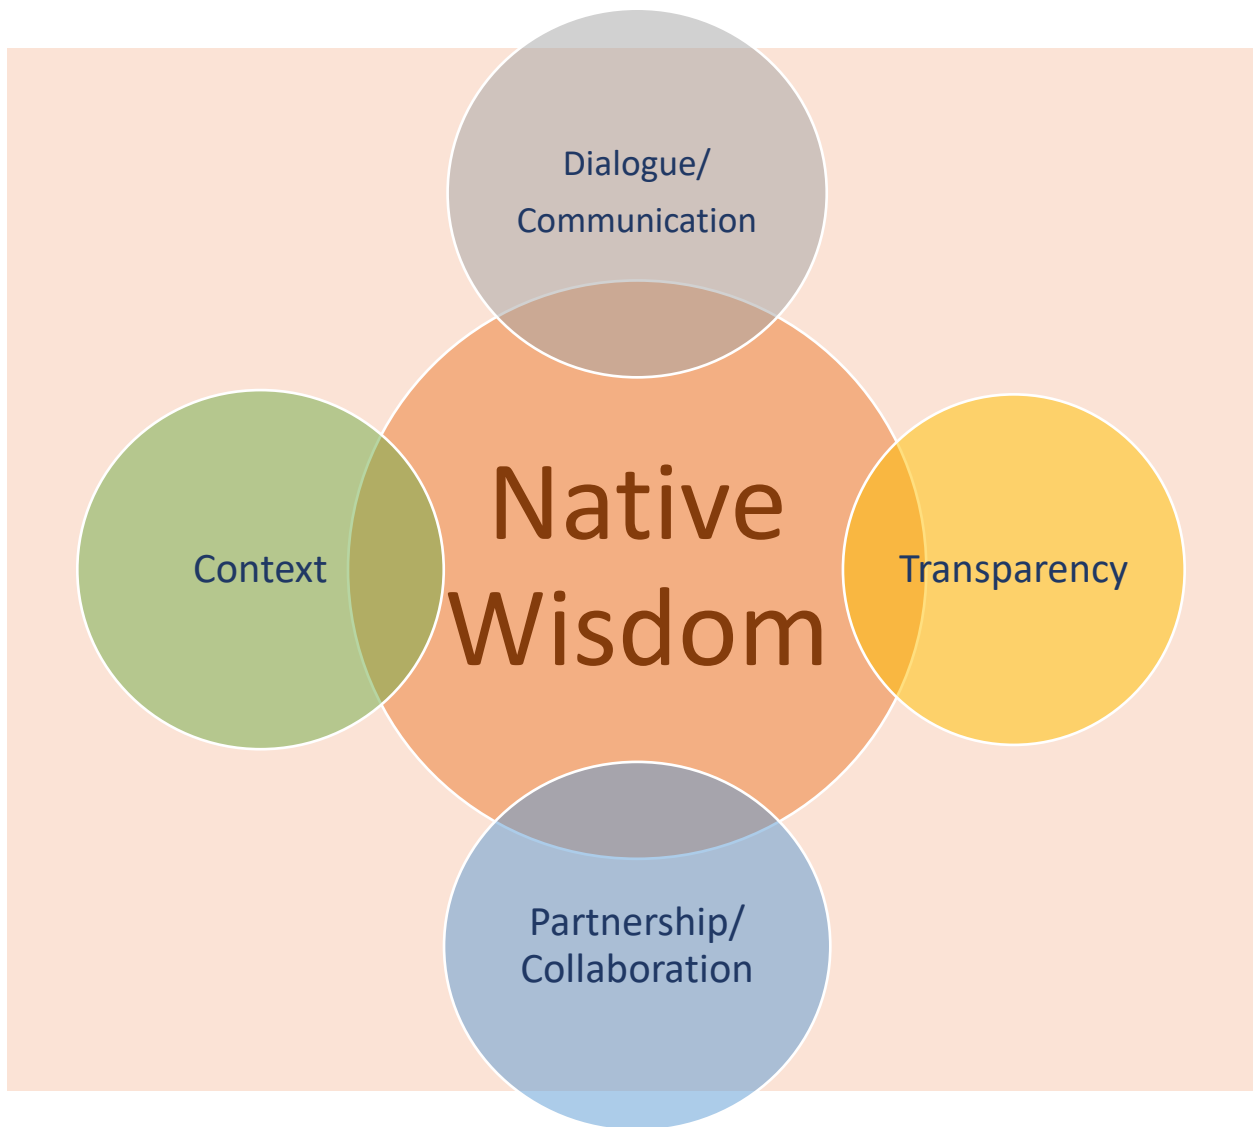 Dialogue/
Communication
Native
Wisdom
Context
Transparency
Partnership/
Collaboration